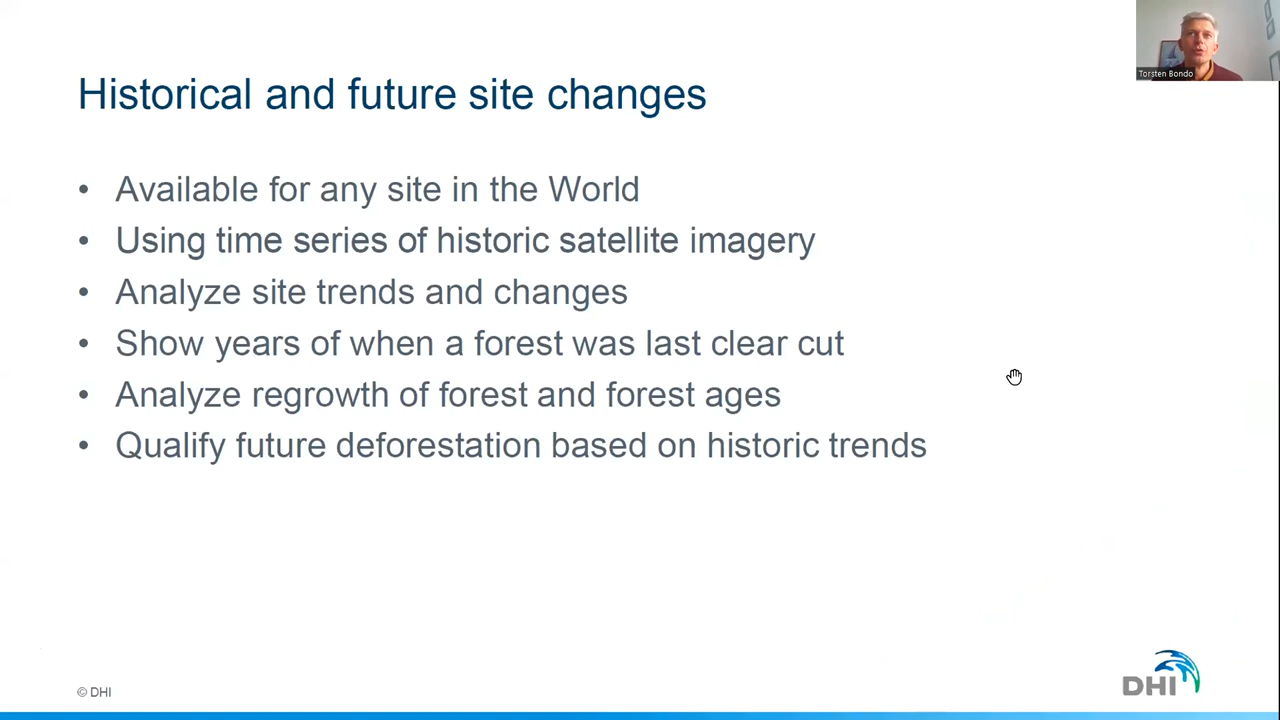 Torsten Bondo
Historical and future site changes
• Available for any site in the World
• Using time series of historic satellite imagery
• Analyze site trends and changes
• Show years of when a forest was last clear cut
• Analyze regrowth of forest and forest ages
• Qualify future deforestation based on historic trends
© DHI
DHI